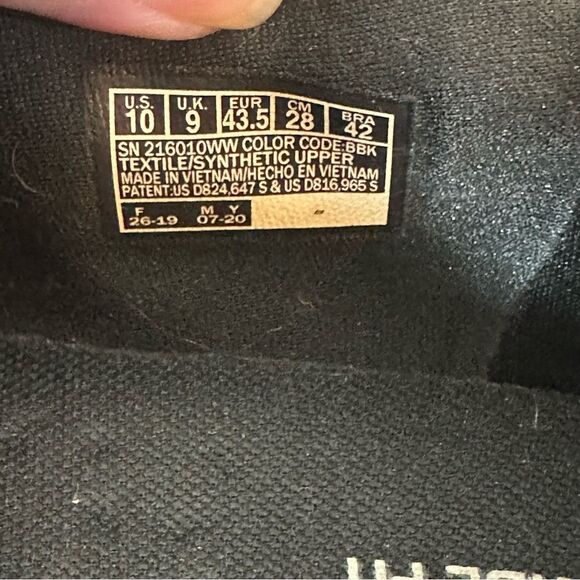 U.S. U.K. EUR CM BRA
10 9 43.5 28 42
SN 216010WW COLOR CODE:BBK
TEXTILE/SYNTHETIC UPPER
MADE IN VIETNAM/HECHO EN VIETNAM
PATENT:US D824,647 S & US D816,965 S
F M Y
26-19 07-20